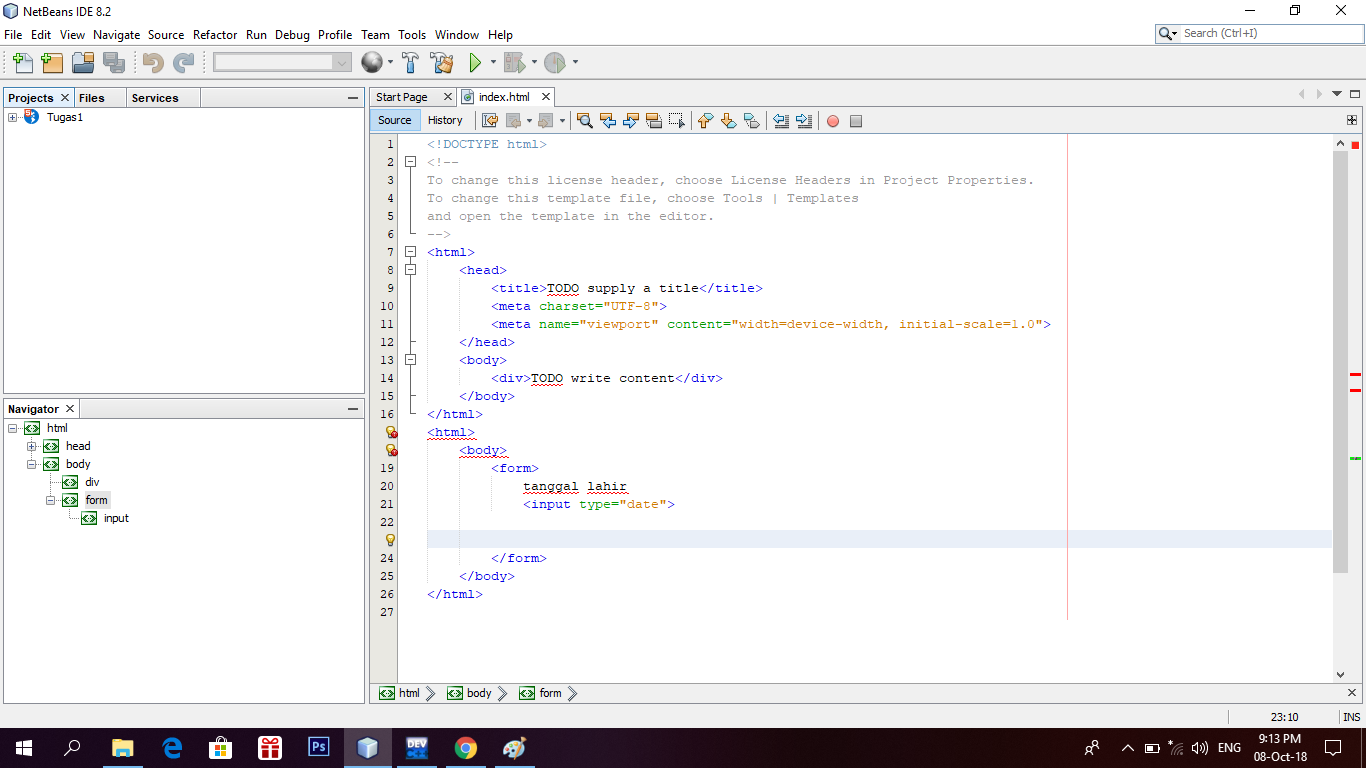 NetBeans IDE 8.2
File Edit View Navigate Source Refactor Run Debug Profile Team Tools Window Help
Search (Ctrl+I)
Projects Files Services
Tugas1
Navigator
html
head
body
div
form
input
Start Page index.html
Source History
1 <!DOCTYPE html>
2 <!--
3 To change this license header, choose License Headers in Project Properties.
4 To change this template file, choose Tools | Templates
5 and open the template in the editor.
6 -->
7 <html>
8 <head>
9 <title>TODO supply a title</title>
10 <meta charset="UTF-8">
11 <meta name="viewport" content="width=device-width, initial-scale=1.0">
12 </head>
13 <body>
14 <div>TODO write content</div>
15 </body>
16 </html>
<html>
<body>
19 <form>
20 tanggal lahir
21 <input type="date">
22
24 </form>
25 </body>
26 </html>
27
html body form
23:10 INS
Ps
DEV C++
ENG
9:13 PM
08-Oct-18